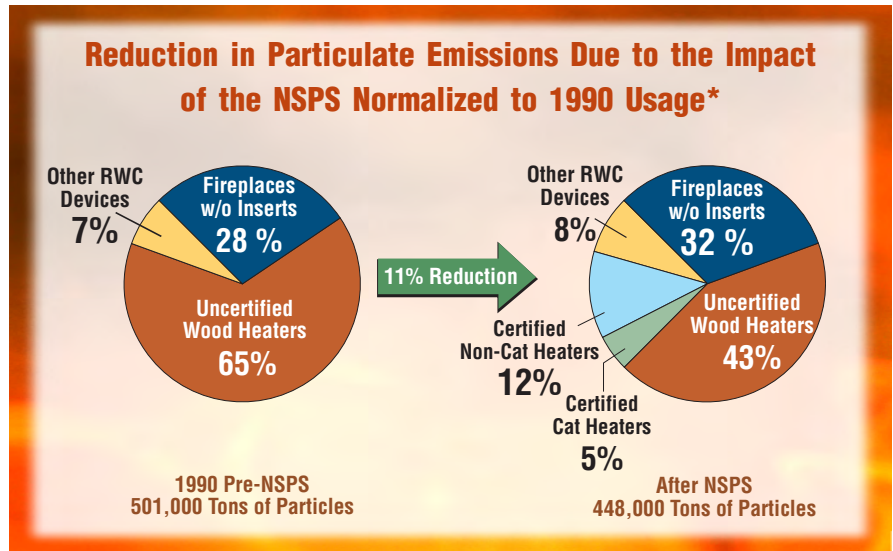 Reduction in Particulate Emissions Due to the Impact
of the NSPS Normalized to 1990 Usage*
Other RWC
Devices
7%
Fireplaces
w/o Inserts
28 %
Uncertified
Wood Heaters
65%
1990 Pre-NSPS
501,000 Tons of Particles
11% Reduction
Other RWC
Devices
8%
Fireplaces
w/o Inserts
32 %
Uncertified
Wood Heaters
43%
Certified
Non-Cat Heaters
12%
Certified
Cat Heaters
5%
After NSPS
448,000 Tons of Particles